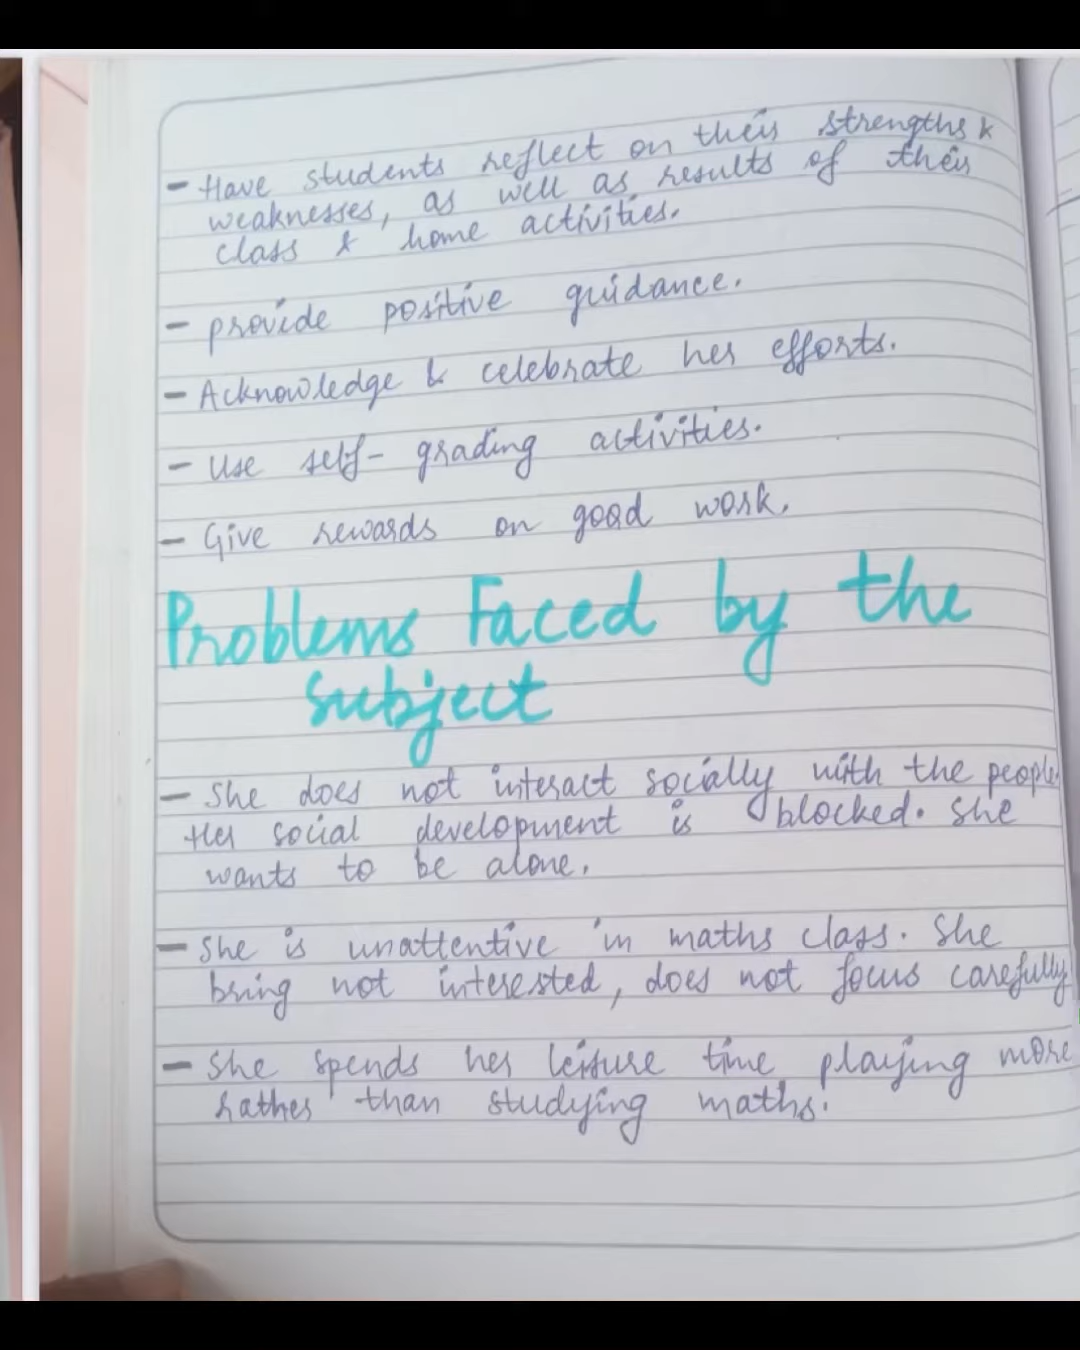 - Have students reflect on their strengths &
weaknesses, as well as results of their
class & home activities.
- provide positive guidance.
- Acknowledge & celebrate her efforts.
- Use self-grading activities.
- Give rewards on good work.
Problems Faced by the
subject
- She does not interact socially with the people.
Her social development is blocked. She
wants to be alone.
- She is unattentive in maths class. She
bring not interested, does not focus carefully
- She spends her leisure time playing more
rather than studying maths.